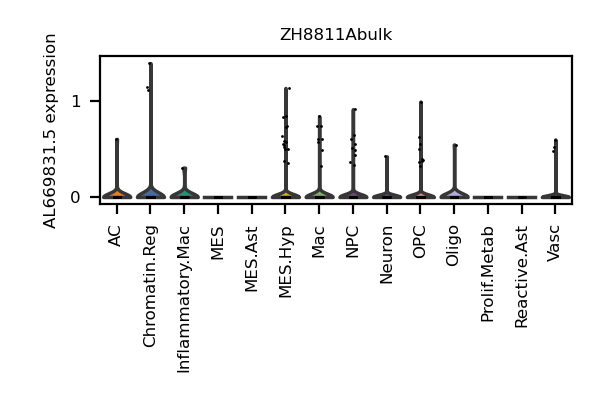 ZH8811Abulk
AL669831.5 expression
1
0
AC
Chromatin.Reg
Inflammatory.Mac
MES
MES.Ast
MES.Hyp
Mac
NPC
Neuron
OPC
Oligo
Prolif.Metab
Reactive.Ast
Vasc